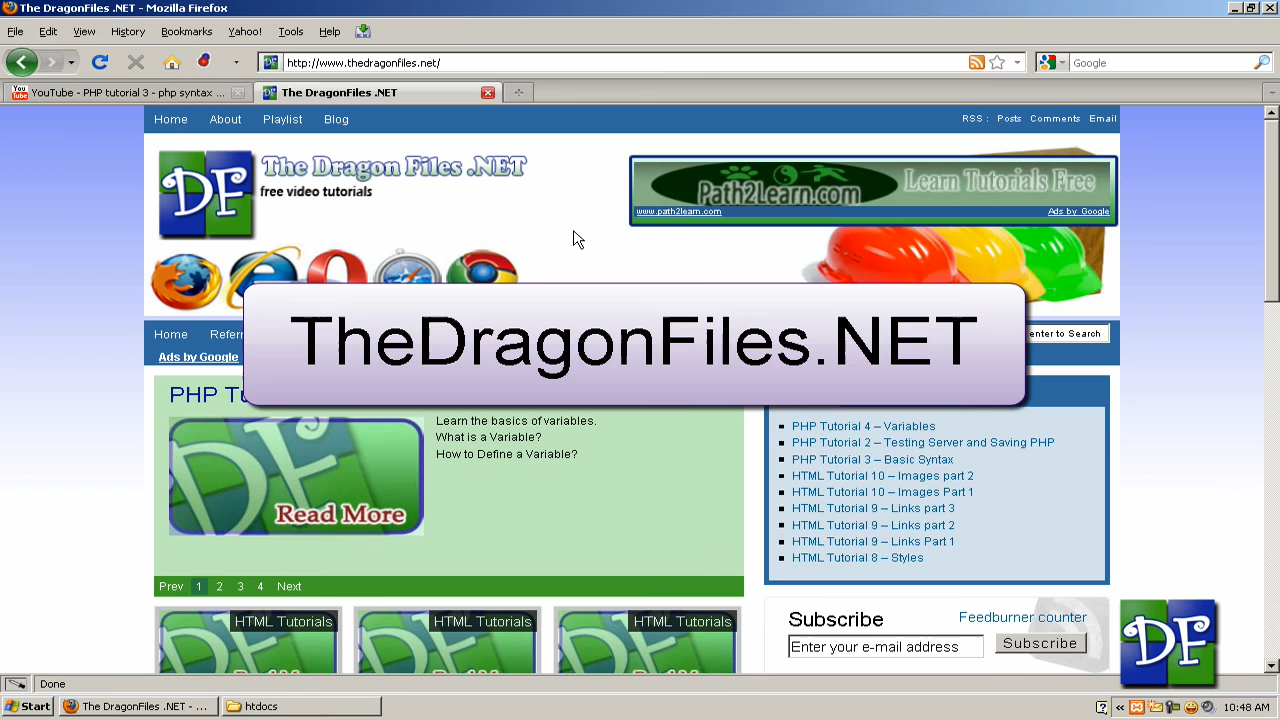 The DragonFiles .NET - Mozilla Firefox
File Edit View History Bookmarks Yahoo! Tools Help
http://www.thedragonfiles.net/
Google
YouTube - PHP tutorial 3 - php syntax ...
The DragonFiles .NET
Home About Playlist Blog
RSS : Posts Comments Email
DF
The Dragon Files .NET
free video tutorials
Path2Learn.com
Learn Tutorials Free
www.path2learn.com
Ads by Google
TheDragonFiles.NET
Home Referr
enter to Search
Ads by Google
PHP Tu
Learn the basics of variables.
What is a Variable?
How to Define a Variable?
DF
Read More
Prev 1 2 3 4 Next
PHP Tutorial 4 – Variables
PHP Tutorial 2 – Testing Server and Saving PHP
PHP Tutorial 3 – Basic Syntax
HTML Tutorial 10 – Images part 2
HTML Tutorial 10 – Images Part 1
HTML Tutorial 9 – Links part 3
HTML Tutorial 9 – Links part 2
HTML Tutorial 9 – Links Part 1
HTML Tutorial 8 – Styles
HTML Tutorials
HTML Tutorials
HTML Tutorials
Subscribe
Feedburner counter
Enter your e-mail address
Subscribe
DF
Done
Start
The DragonFiles .NET - ...
htdocs
10:48 AM